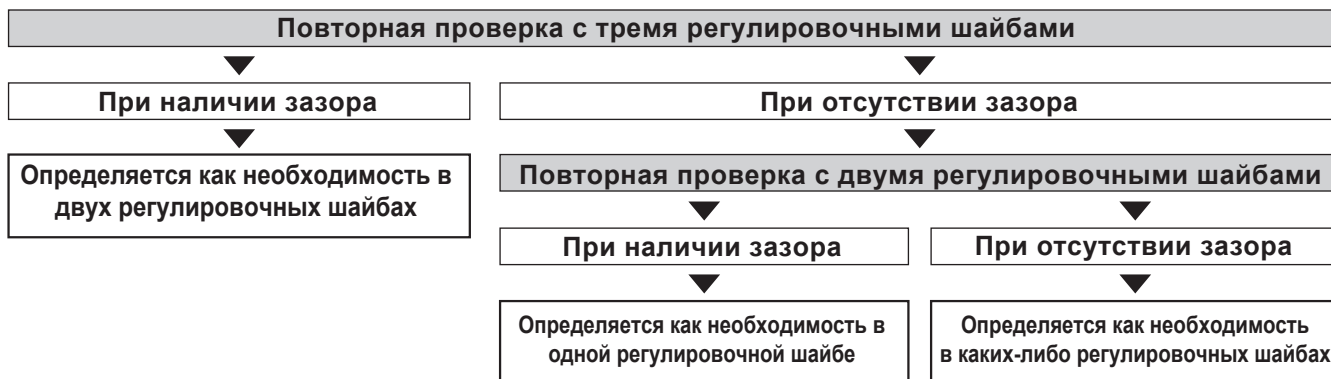 Повторная проверка с тремя регулировочными шайбами
При наличии зазора
При отсутствии зазора
Определяется как необходимость в
двух регулировочных шайбах
Повторная проверка с двумя регулировочными шайбами
При наличии зазора
При отсутствии зазора
Определяется как необходимость в
одной регулировочной шайбе
Определяется как необходимость
в каких-либо регулировочных шайбах